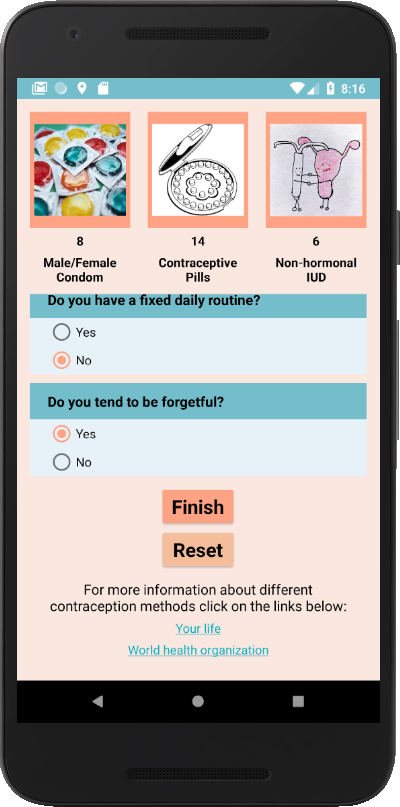 8:16
8
14
6
Male/Female
Condom
Contraceptive
Pills
Non-hormonal
IUD
Do you have a fixed daily routine?
Yes
No
Do you tend to be forgetful?
Yes
No
Finish
Reset
For more information about different
contraception methods click on the links below:
Your life
World health organization